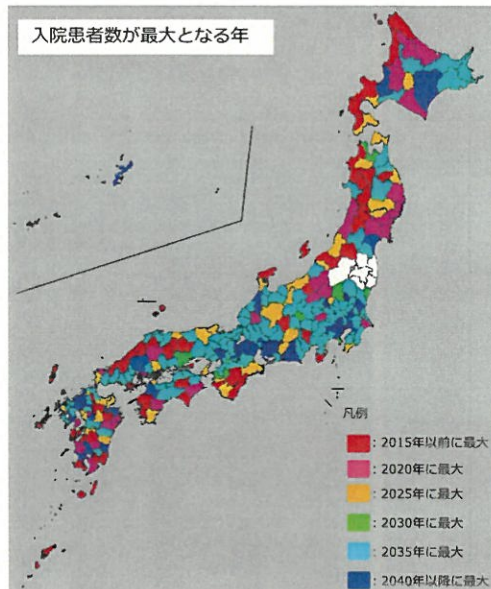 入院患者数が最大となる年
凡例
: 2015年以前に最大
: 2020年に最大
: 2025年に最大
: 2030年に最大
: 2035年に最大
: 2040年以降に最大